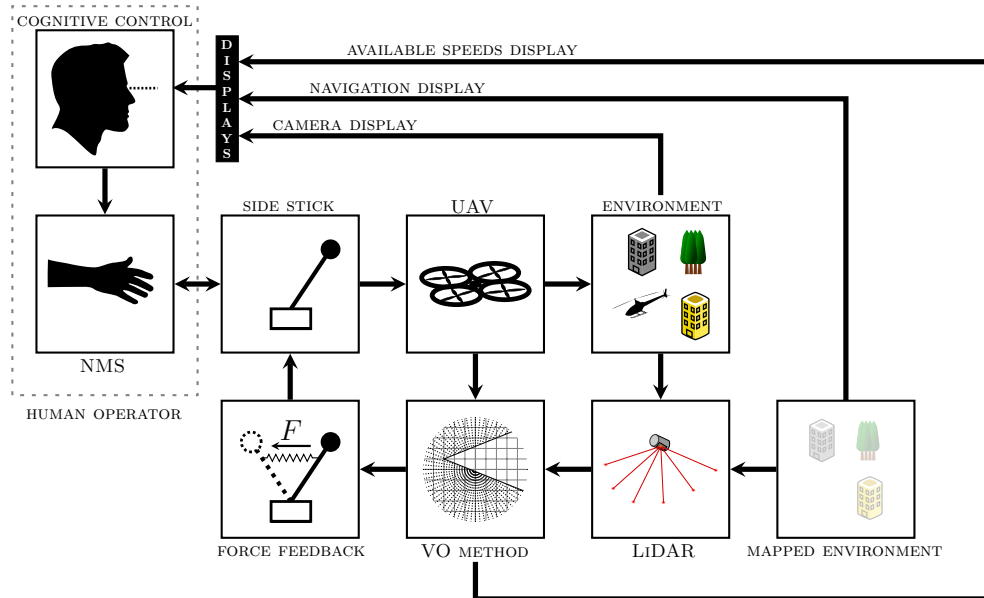 COGNITIVE CONTROL
DISPLAYS
AVAILABLE SPEEDS DISPLAY
NAVIGATION DISPLAY
CAMERA DISPLAY
SIDE STICK
UAV
ENVIRONMENT
NMS
HUMAN OPERATOR
F
FORCE FEEDBACK
VO METHOD
LiDAR
MAPPED ENVIRONMENT